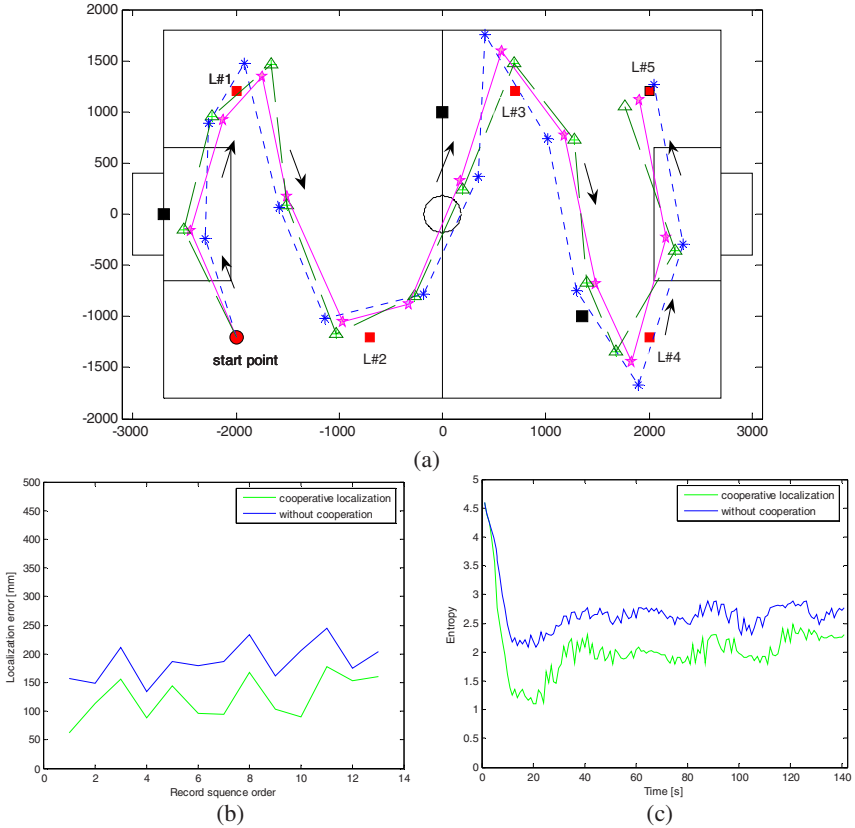 2000
1500
1000
500
0
-500
-1000
-1500
-2000
L#1
L#3
L#5
L#2
L#4
start point
-3000 -2000 -1000 0 1000 2000 3000
(a)
500
450
400
350
300
250
200
150
100
50
0
Localization error [mm]
cooperative localization
without cooperation
0 2 4 6 8 10 12 14
Record squence order
(b)
5
4.5
4
3.5
3
2.5
2
1.5
1
0.5
0
Entropy
cooperative localization
without cooperation
0 20 40 60 80 100 120 140
Time [s]
(c)